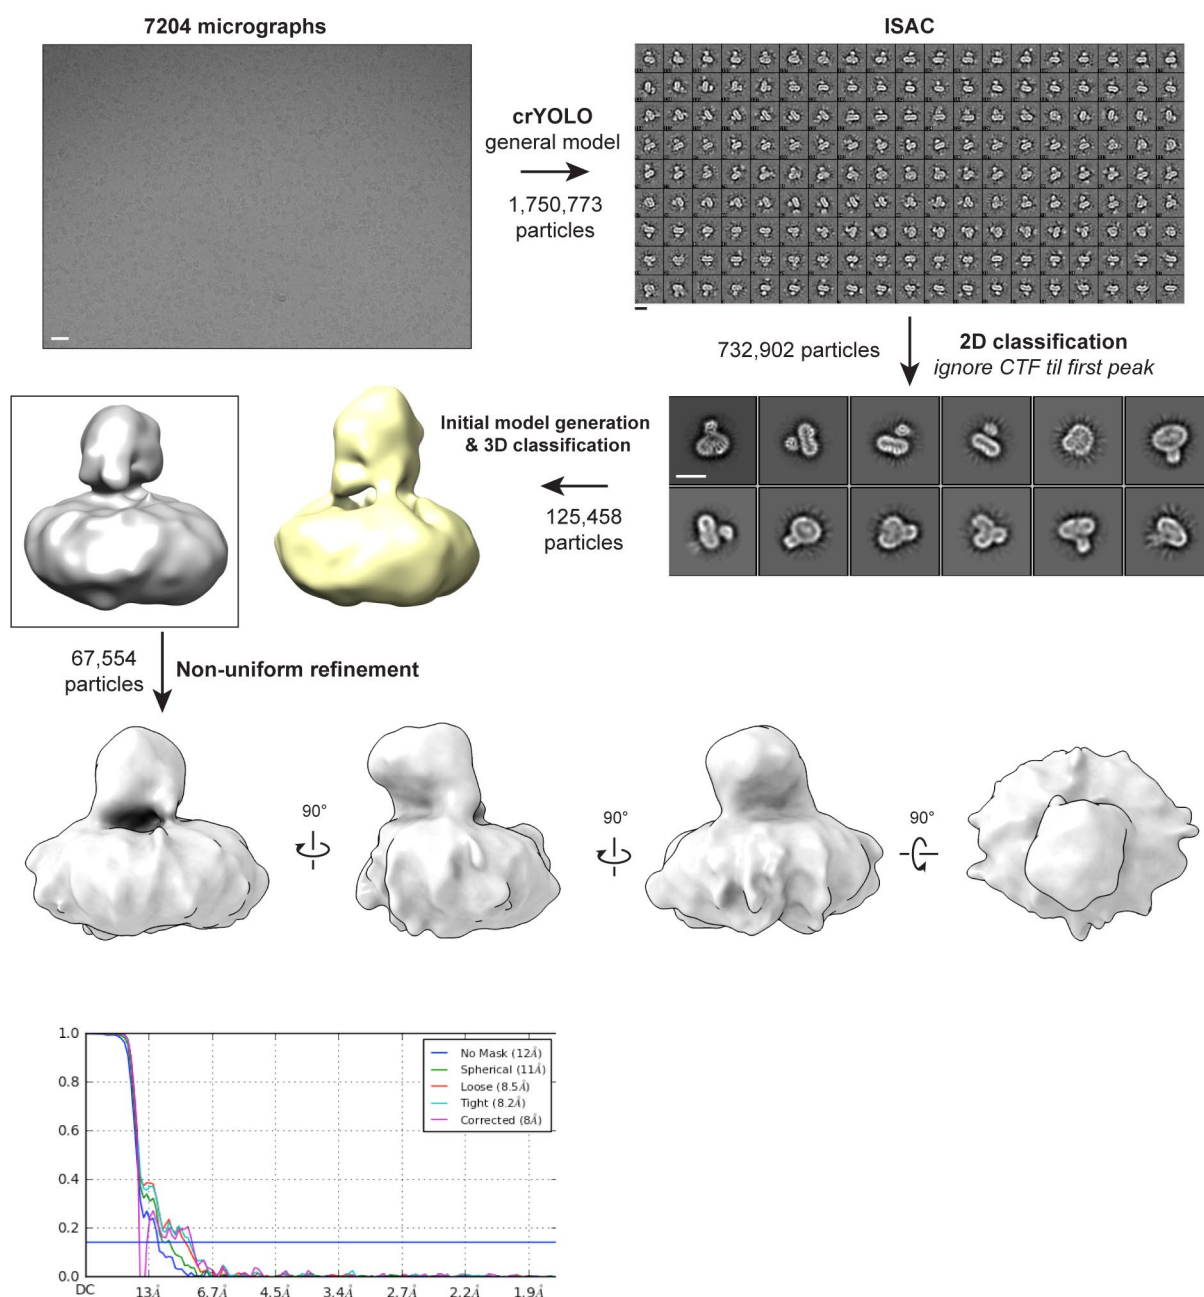 7204 micrographs
ISAC
crYOLO
general model
1,750,773
particles
732,902 particles
2D classification
ignore CTF til first peak
Initial model generation
& 3D classification
125,458
particles
67,554
particles
Non-uniform refinement
90°
90°
90°
1.0
0.8
0.6
0.4
0.2
0.0
No Mask (12Å)
Spherical (11Å)
Loose (8.5Å)
Tight (8.2Å)
Corrected (8Å)
DC 13Å 6.7Å 4.5Å 3.4Å 2.7Å 2.2Å 1.9Å